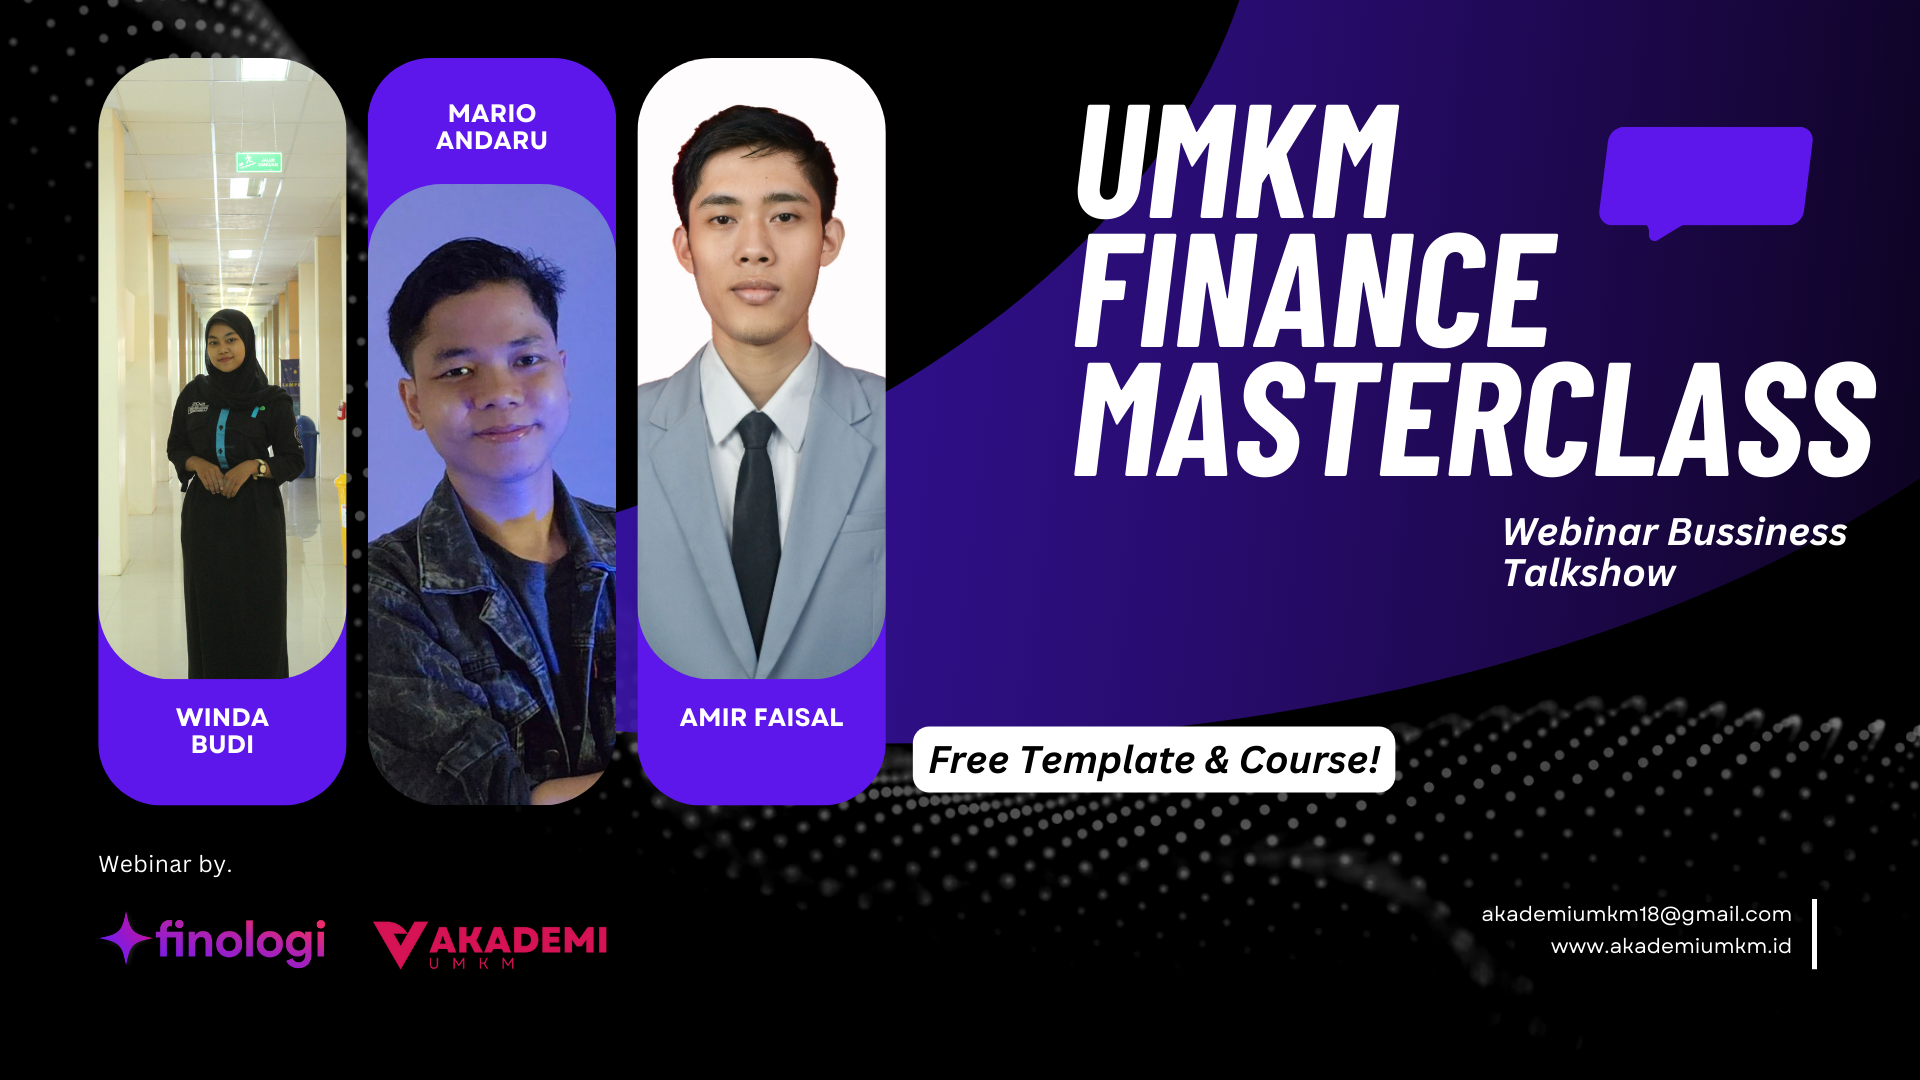 MARIO
ANDARU
WINDA
BUDI
AMIR FAISAL
UMKM
FINANCE
MASTERCLASS
Webinar Bussiness
Talkshow
Free Template & Course!
Webinar by.
finologi
AKADEMI
UMKM
akademiumkm18@gmail.com
www.akademiumkm.id